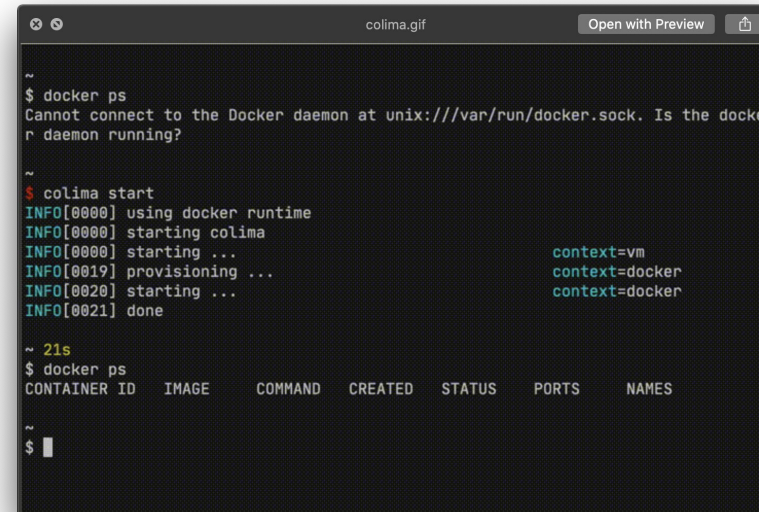 colima.gif
Open with Preview
~
$ docker ps
Cannot connect to the Docker daemon at unix:///var/run/docker.sock. Is the docke
r daemon running?
~
$ colima start
INFO[0000] using docker runtime
INFO[0000] starting colima
INFO[0000] starting ... context=vm
INFO[0019] provisioning ... context=docker
INFO[0020] starting ... context=docker
INFO[0021] done
~ 21s
$ docker ps
CONTAINER ID IMAGE COMMAND CREATED STATUS PORTS NAMES
~
$